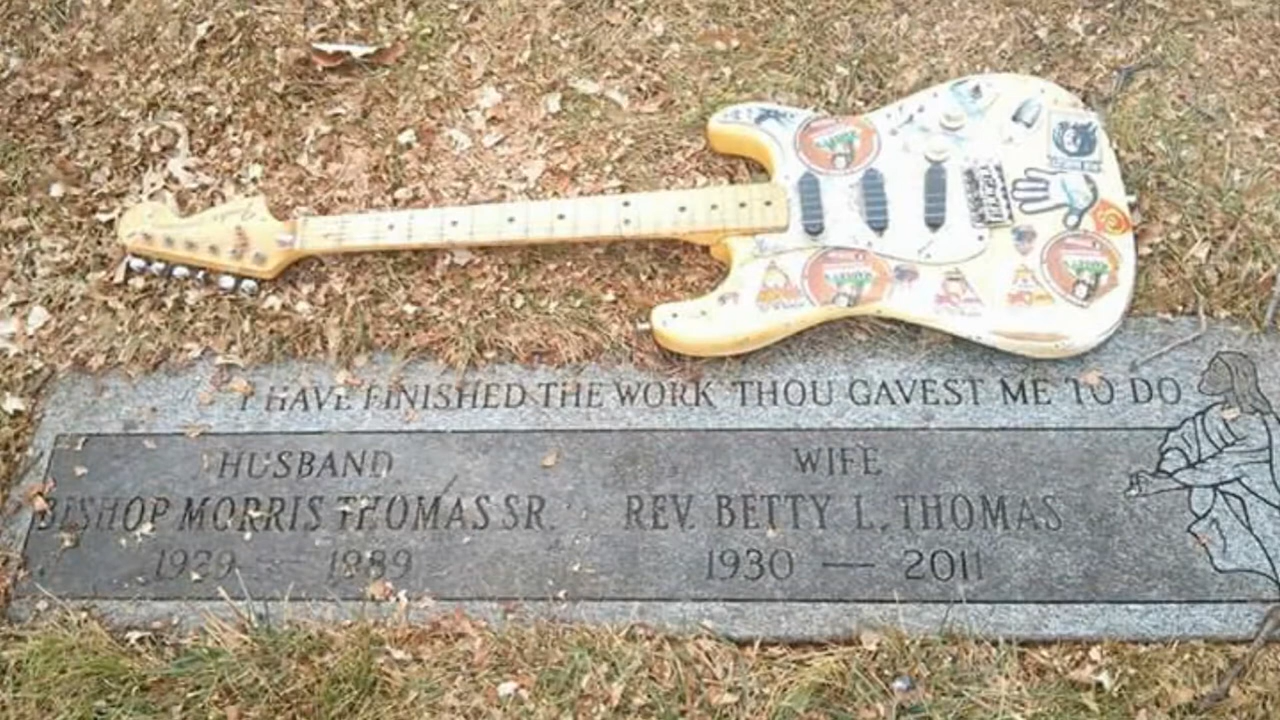 I HAVE FINISHED THE WORK THOU GAVEST ME TO DO
HUSBAND
BISHOP MORRIS THOMAS SR.
1929 — 1989
WIFE
REV. BETTY L. THOMAS
1930 — 2011